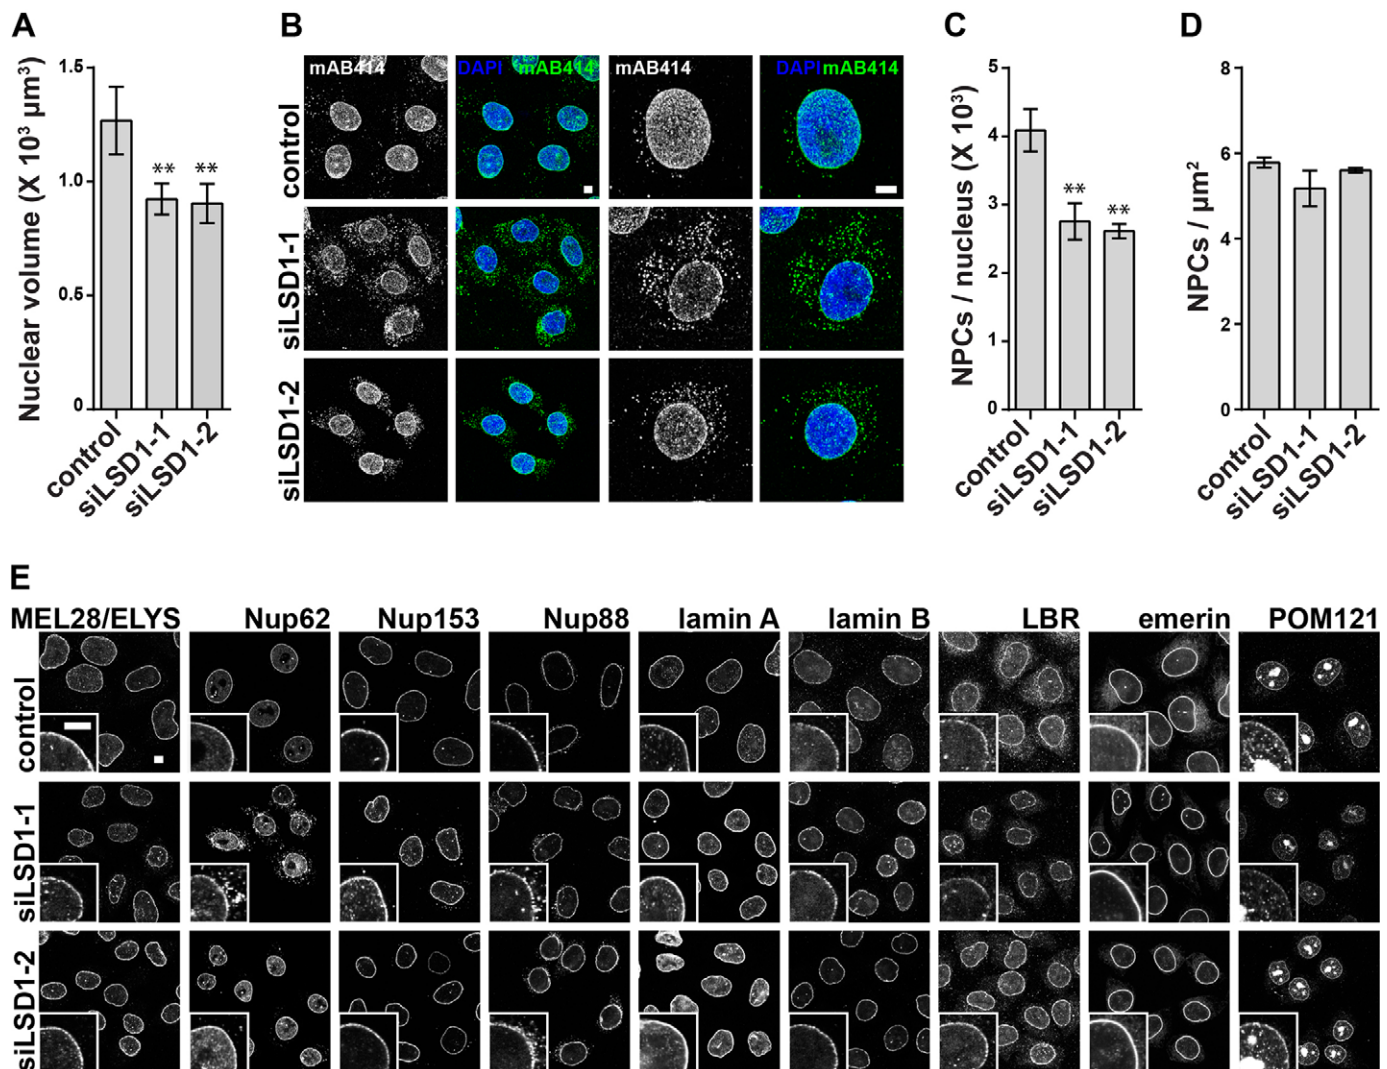 A
Nuclear volume (X 10³ µm³)
1.5
1.0
0.5
0
** **
control
siLSD1-1
siLSD1-2
B
mAB414
DAPI mAB414
mAB414
DAPI mAB414
control
siLSD1-1
siLSD1-2
C
NPCs / nucleus (X 10³)
5
4
3
2
1
0
**
**
control
siLSD1-1
siLSD1-2
D
NPCs / µm²
8
6
4
2
0
control
siLSD1-1
siLSD1-2
E
MEL28/ELYS Nup62 Nup153 Nup88 lamin A lamin B LBR emerin POM121
control
siLSD1-1
siLSD1-2